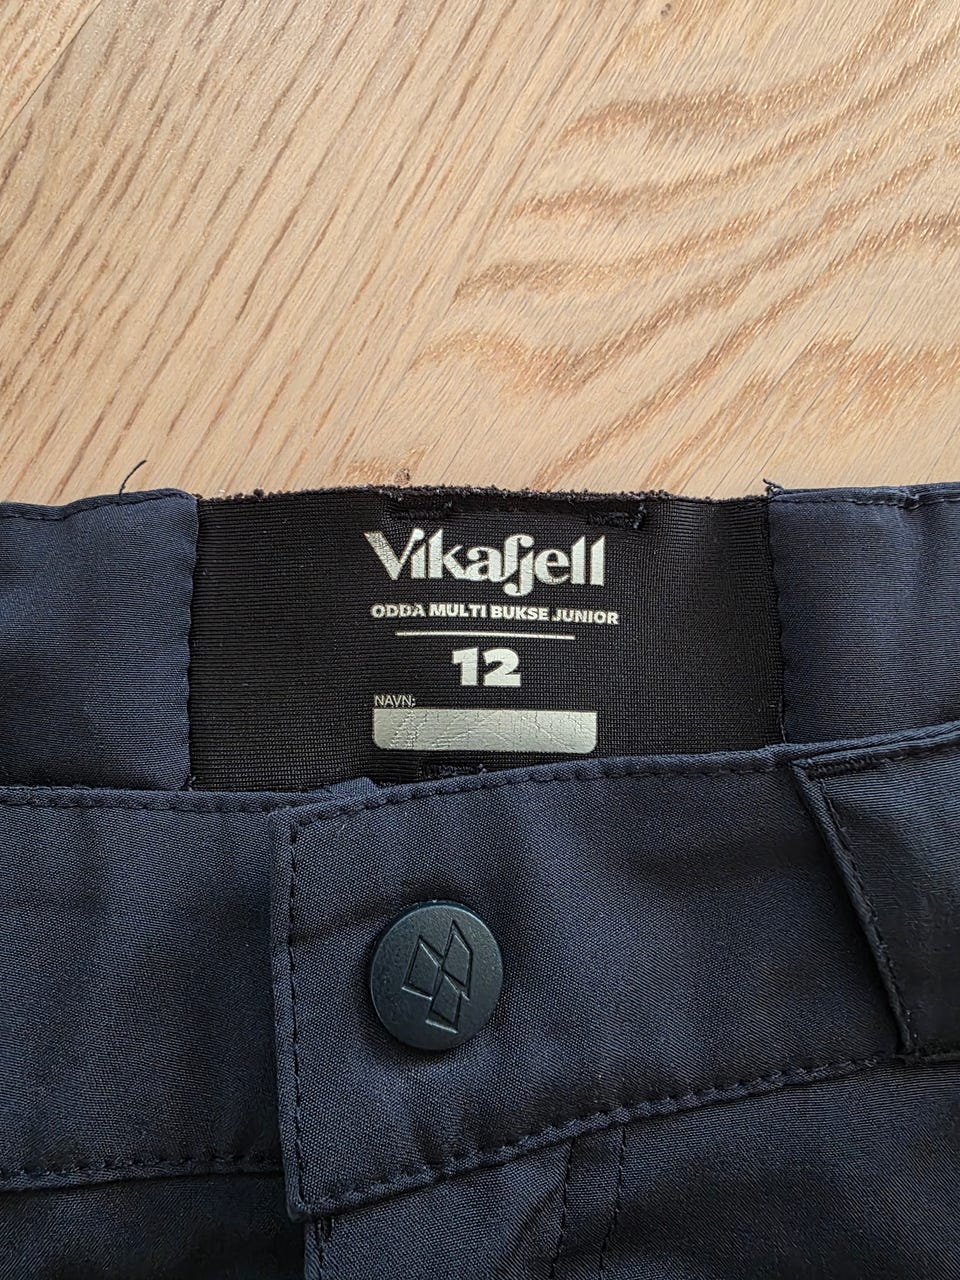 Vikafjell
ODDA MULTI BUKSE JUNIOR
12
NAVN: